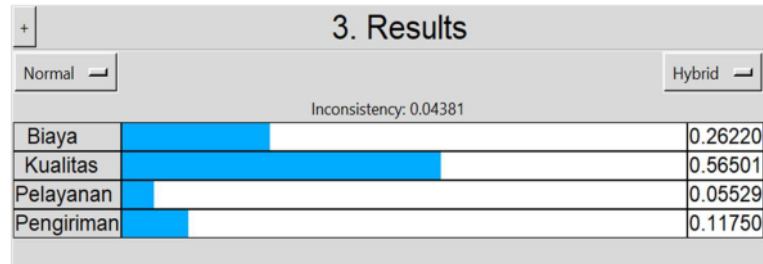 + 3. Results
Normal Hybrid
Inconsistency: 0.04381
Biaya 0.26220
Kualitas 0.56501
Pelayanan 0.05529
Pengiriman 0.11750